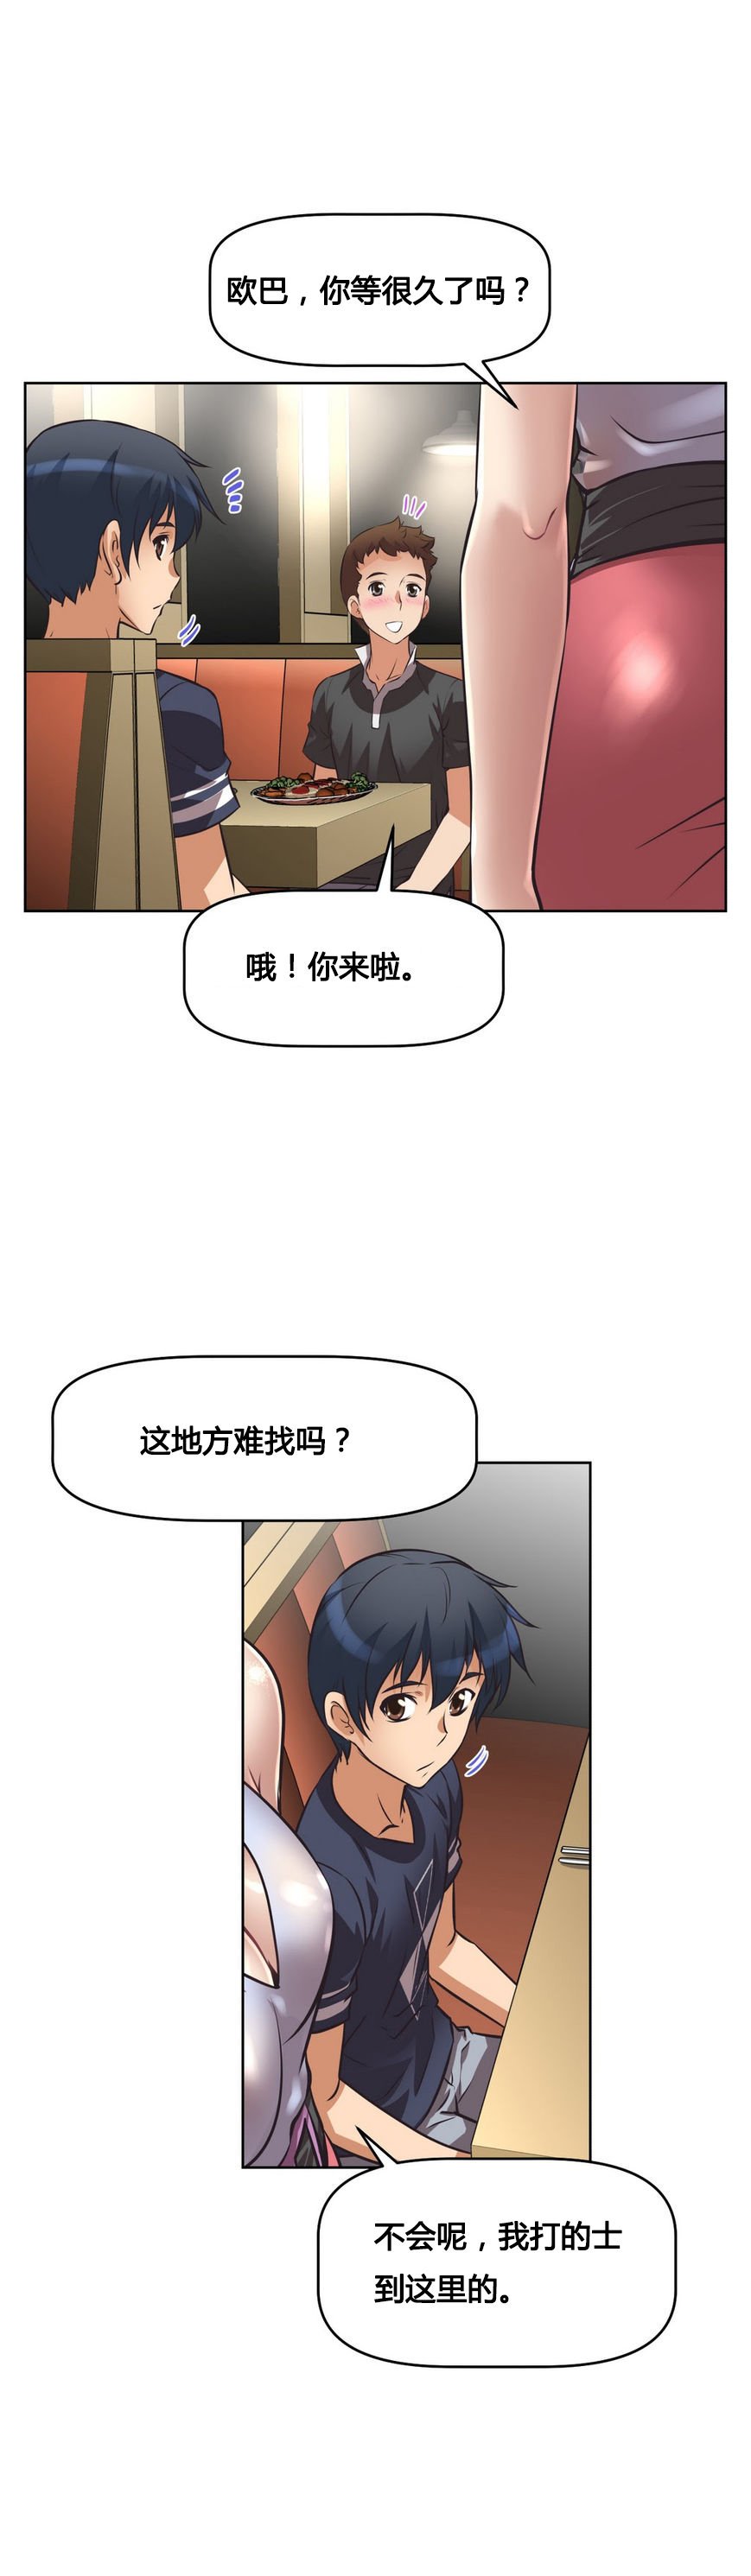 欧巴，你等很久了吗？
哦！你来啦。
这地方难找吗？
不会呢，我打的士
到这里的。